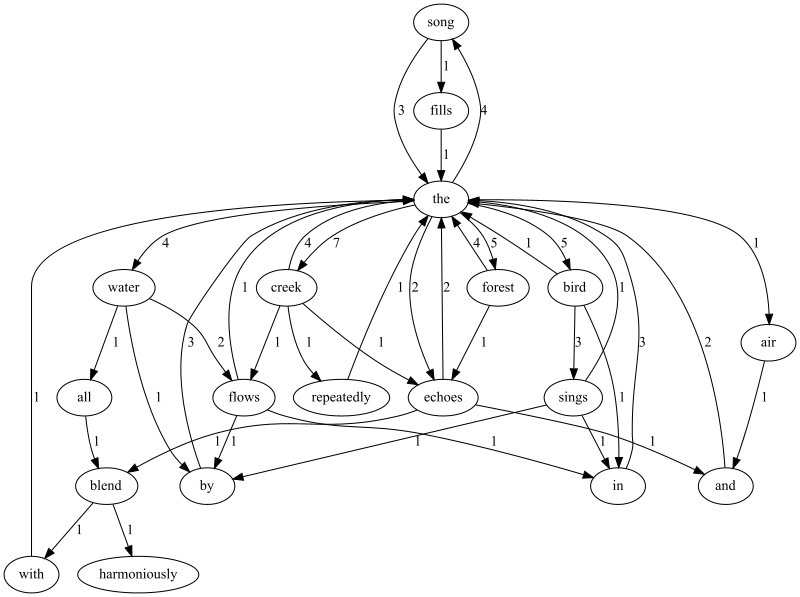 song
3 1
fills
1 4
the
4 1 4 7 4 5 1 5 1
water creek forest bird air
1 2 3 1 1 1 2 2 1 3 1 3 2
1 1 1 1
all flows repeatedly echoes sings
1 1 1 1 1 1 1 1 1
blend by in and
1 1
with harmoniously